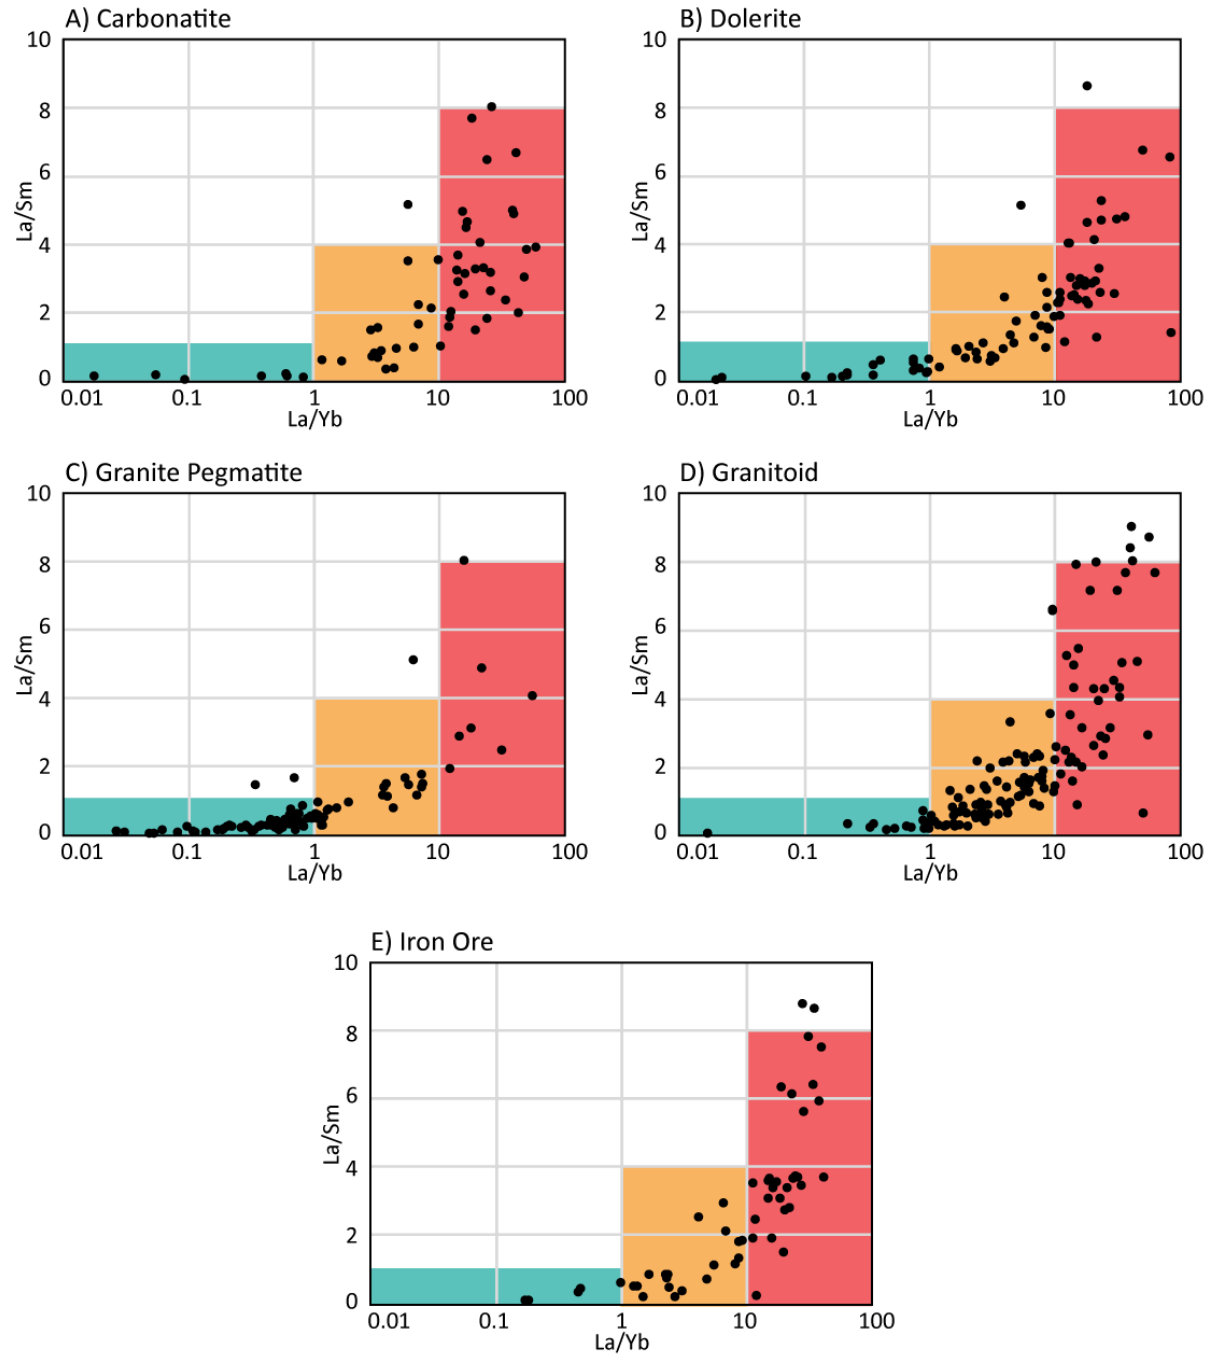 A) Carbonatite
10
8
6
4
2
0
La/Sm
0.01 0.1 1 10 100
La/Yb
B) Dolerite
10
8
6
4
2
0
La/Sm
0.01 0.1 1 10 100
La/Yb
C) Granite Pegmatite
10
8
6
4
2
0
La/Sm
0.01 0.1 1 10 100
La/Yb
D) Granitoid
10
8
6
4
2
0
La/Sm
0.01 0.1 1 10 100
La/Yb
E) Iron Ore
10
8
6
4
2
0
La/Sm
0.01 0.1 1 10 100
La/Yb